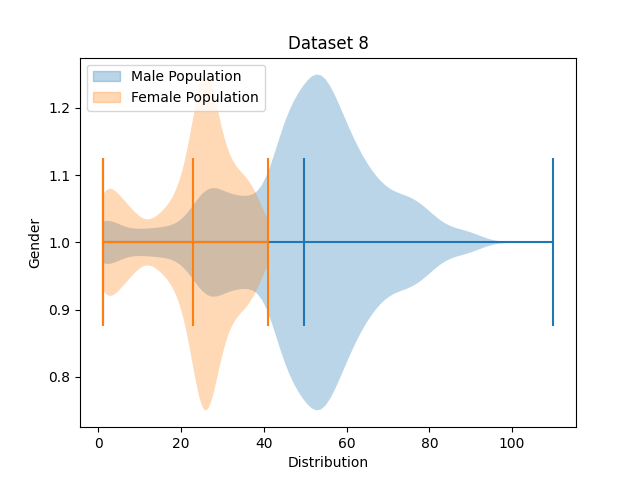 Dataset 8
Male Population
Female Population
1.2
1.1
1.0
0.9
0.8
Gender
0 20 40 60 80 100
Distribution